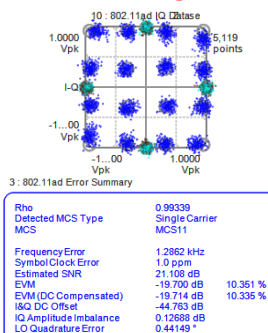 10 : 802.11ad IQ Datase
1.0000
Vpk
5,119
points
I-Q
-1...00
Vpk
-1...00
Vpk
1.0000
Vpk
3 : 802.11ad Error Summary
Rho 0.99339
Detected MCS Type Single Carrier
MCS MCS11
Frequency Error 1.2862 kHz
Symbol Clock Error 1.0 ppm
Estimated SNR 21.108 dB
EVM -19.700 dB 10.351 %
EVM (DC Compensated) -19.714 dB 10.335 %
I&Q DC Offset -44.763 dB
IQ Amplitude Imbalance 0.12688 dB
LO Quadrature Error 0.44149 °